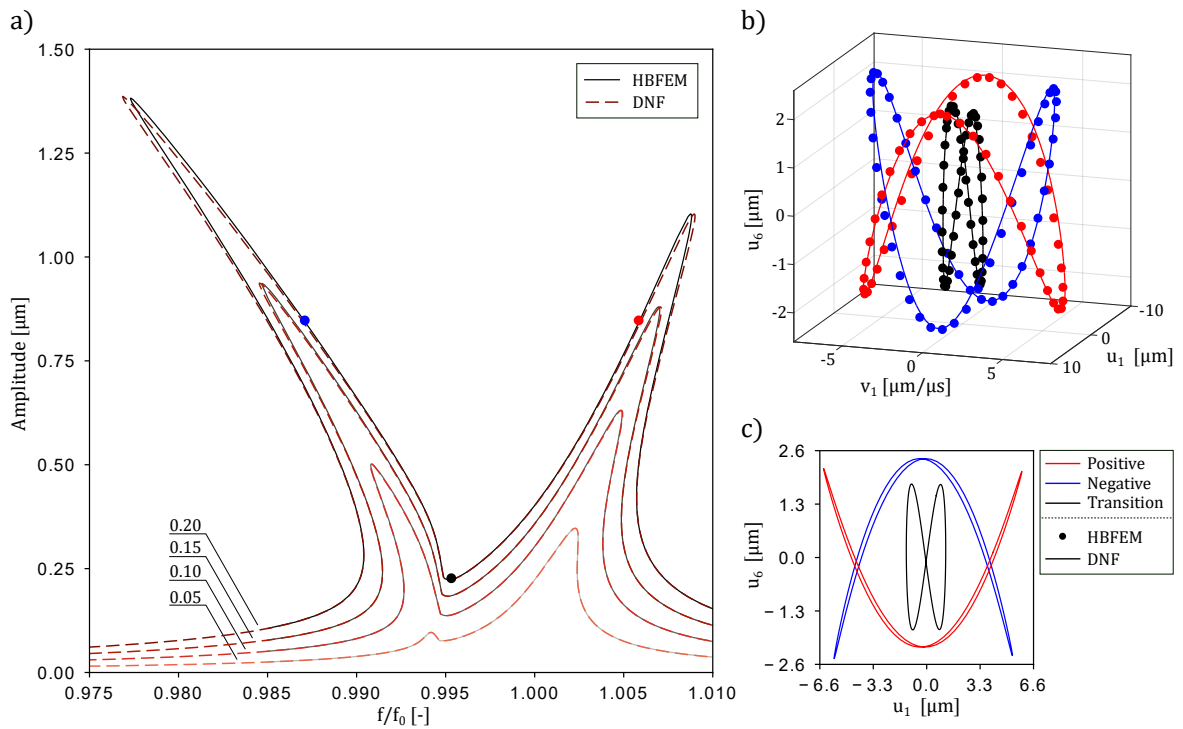 a)
1.50
1.25
1.00
0.75
0.50
0.25
0.00
Amplitude [μm]
HBFEM
DNF
0.20
0.15
0.10
0.05
0.975
0.980
0.985
0.990
0.995
1.000
1.005
1.010
f/f0 [-]
b)
2
1
0
-1
-2
u6 [μm]
-5
0
5
v1 [μm/μs]
10
0
-10
u1 [μm]
c)
2.6
1.3
0.0
−1.3
−2.6
u6 [μm]
−6.6
−3.3
0.0
3.3
6.6
u1 [μm]
Positive
Negative
Transition
HBFEM
DNF